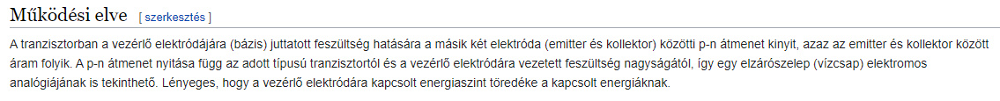 Működési elve [ szerkesztés ]
A tranzisztorban a vezérlő elektródájára (bázis) juttatott feszültség hatására a másik két elektróda (emitter és kollektor) közötti p-n átmenet kinyit, azaz az emitter és kollektor között
áram folyik. A p-n átmenet nyitása függ az adott típusú tranzisztortól és a vezérlő elektródára vezetett feszültség nagyságától, így egy elzárószelep (vízcsap) elektromos
analógiájának is tekinthető. Lényeges, hogy a vezérlő elektródára kapcsolt energiaszint töredéke a kapcsolt energiáknak.